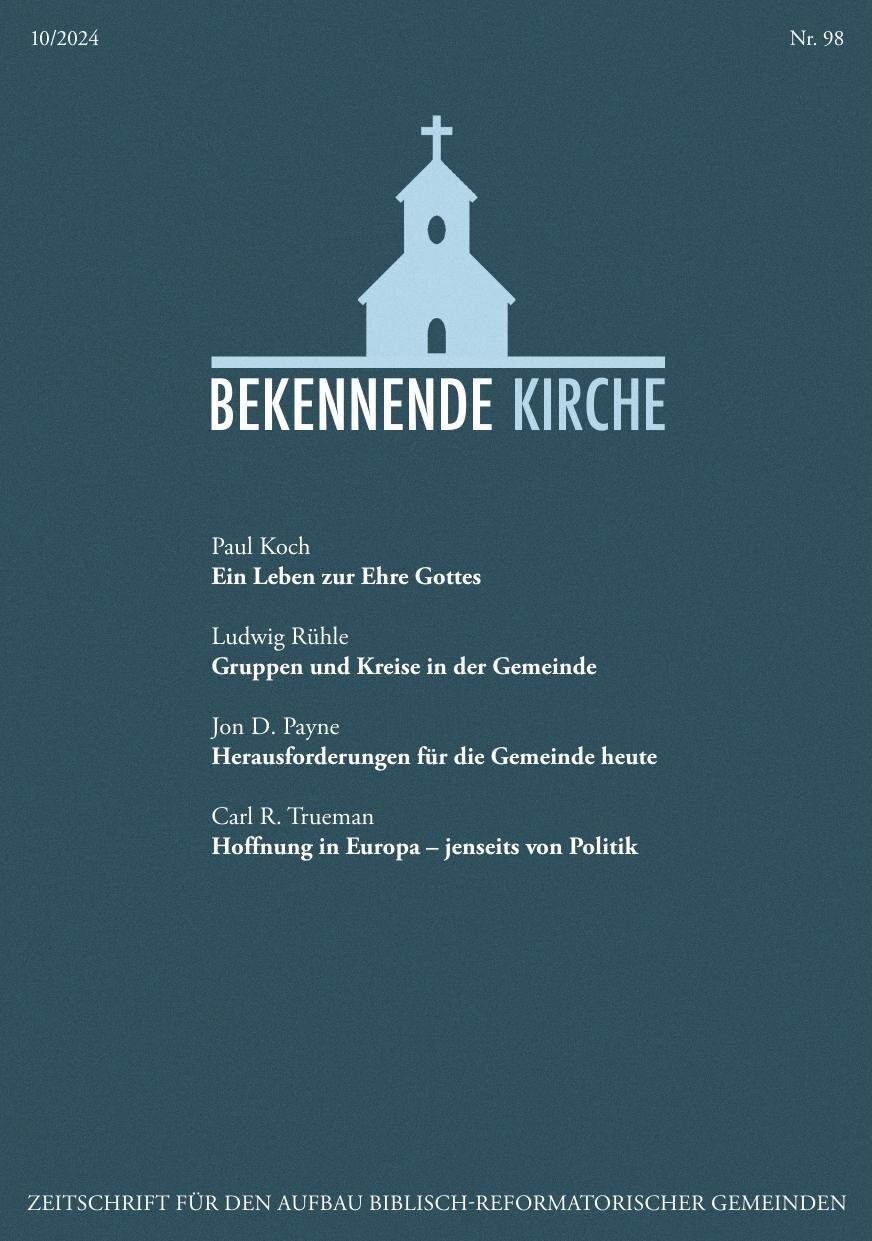 10/2024
Nr. 98
BEKENNENDE KIRCHE
Paul Koch
Ein Leben zur Ehre Gottes
Ludwig Rühle
Gruppen und Kreise in der Gemeinde
Jon D. Payne
Herausforderungen für die Gemeinde heute
Carl R. Trueman
Hoffnung in Europa – jenseits von Politik
ZEITSCHRIFT FÜR DEN AUFBAU BIBLISCH-REFORMATORISCHER GEMEINDEN